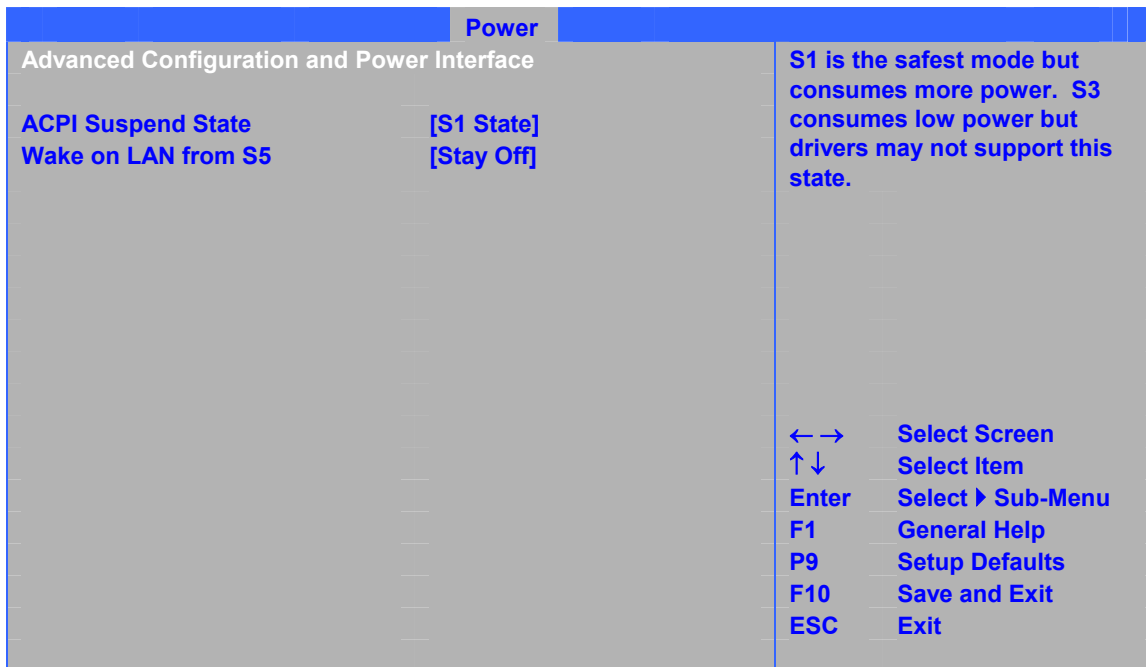 Power
Advanced Configuration and Power Interface
ACPI Suspend State [S1 State]
Wake on LAN from S5 [Stay Off]
S1 is the safest mode but
consumes more power. S3
consumes low power but
drivers may not support this
state.
← → Select Screen
↑↓ Select Item
Enter Select ▶ Sub-Menu
F1 General Help
P9 Setup Defaults
F10 Save and Exit
ESC Exit